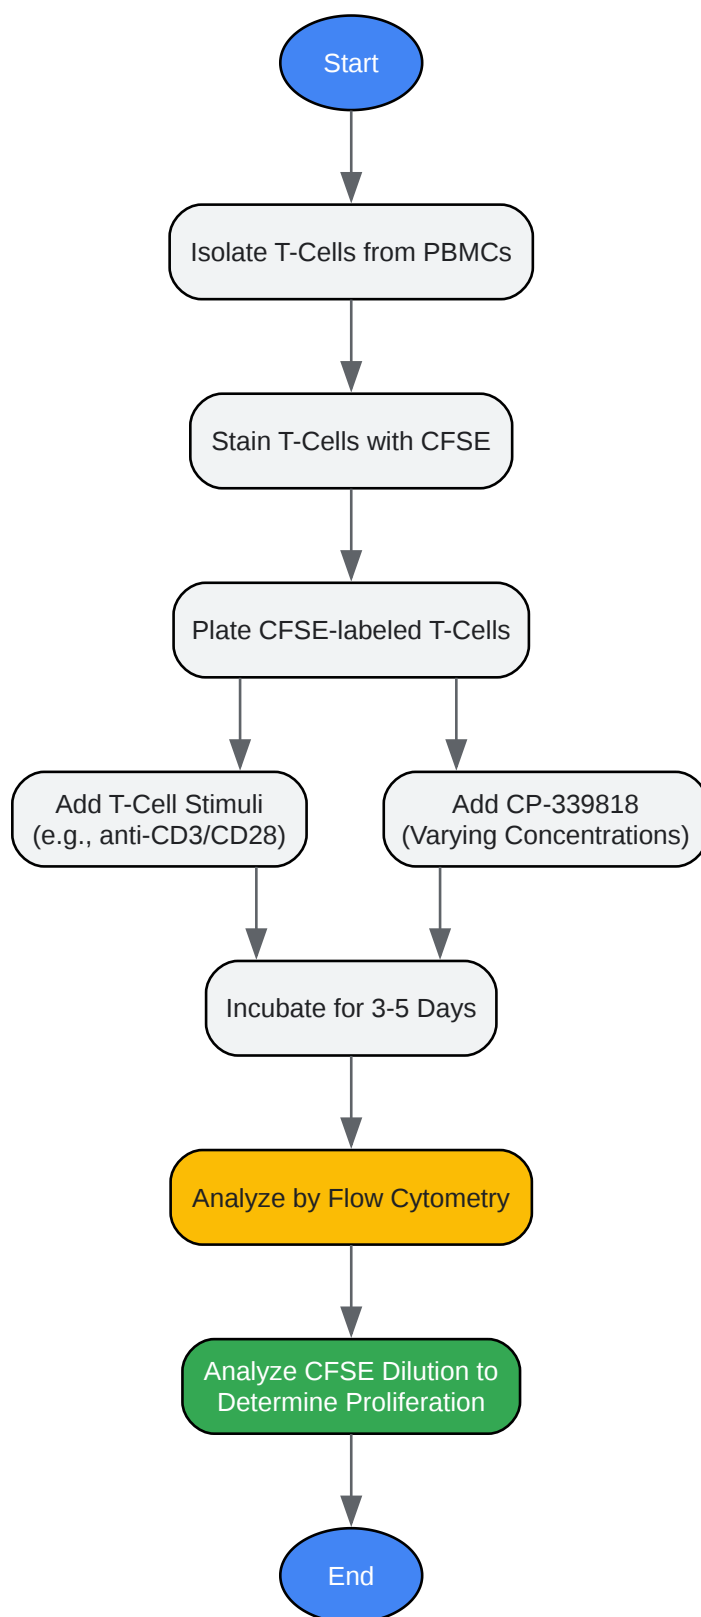 Start
Isolate T-Cells from PBMCs
Stain T-Cells with CFSE
Plate CFSE-labeled T-Cells
Add T-Cell Stimuli
(e.g., anti-CD3/CD28)
Add CP-339818
(Varying Concentrations)
Incubate for 3-5 Days
Analyze by Flow Cytometry
Analyze CFSE Dilution to
Determine Proliferation
End